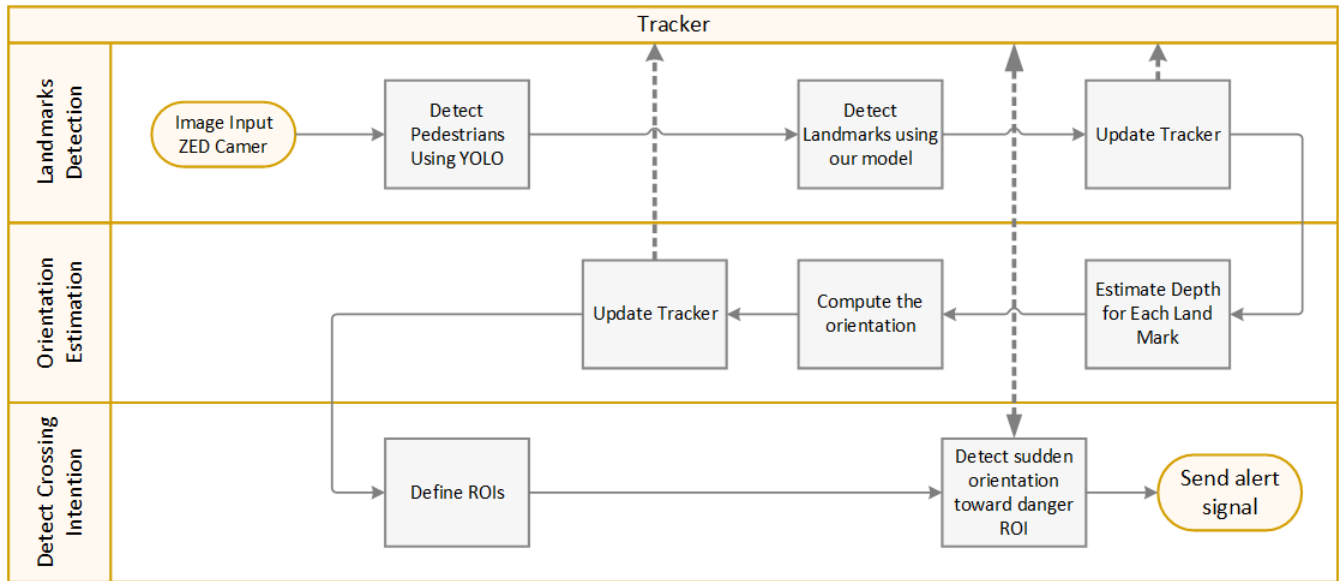 Tracker
Landmarks
Detection
Image Input
ZED Camer
Detect
Pedestrians
Using YOLO
Detect
Landmarks using
our model
Update Tracker
Orientation
Estimation
Update Tracker
Compute the
orientation
Estimate Depth
for Each Land
Mark
Detect Crossing
Intention
Define ROIs
Detect sudden
orientation
toward danger
ROI
Send alert
signal